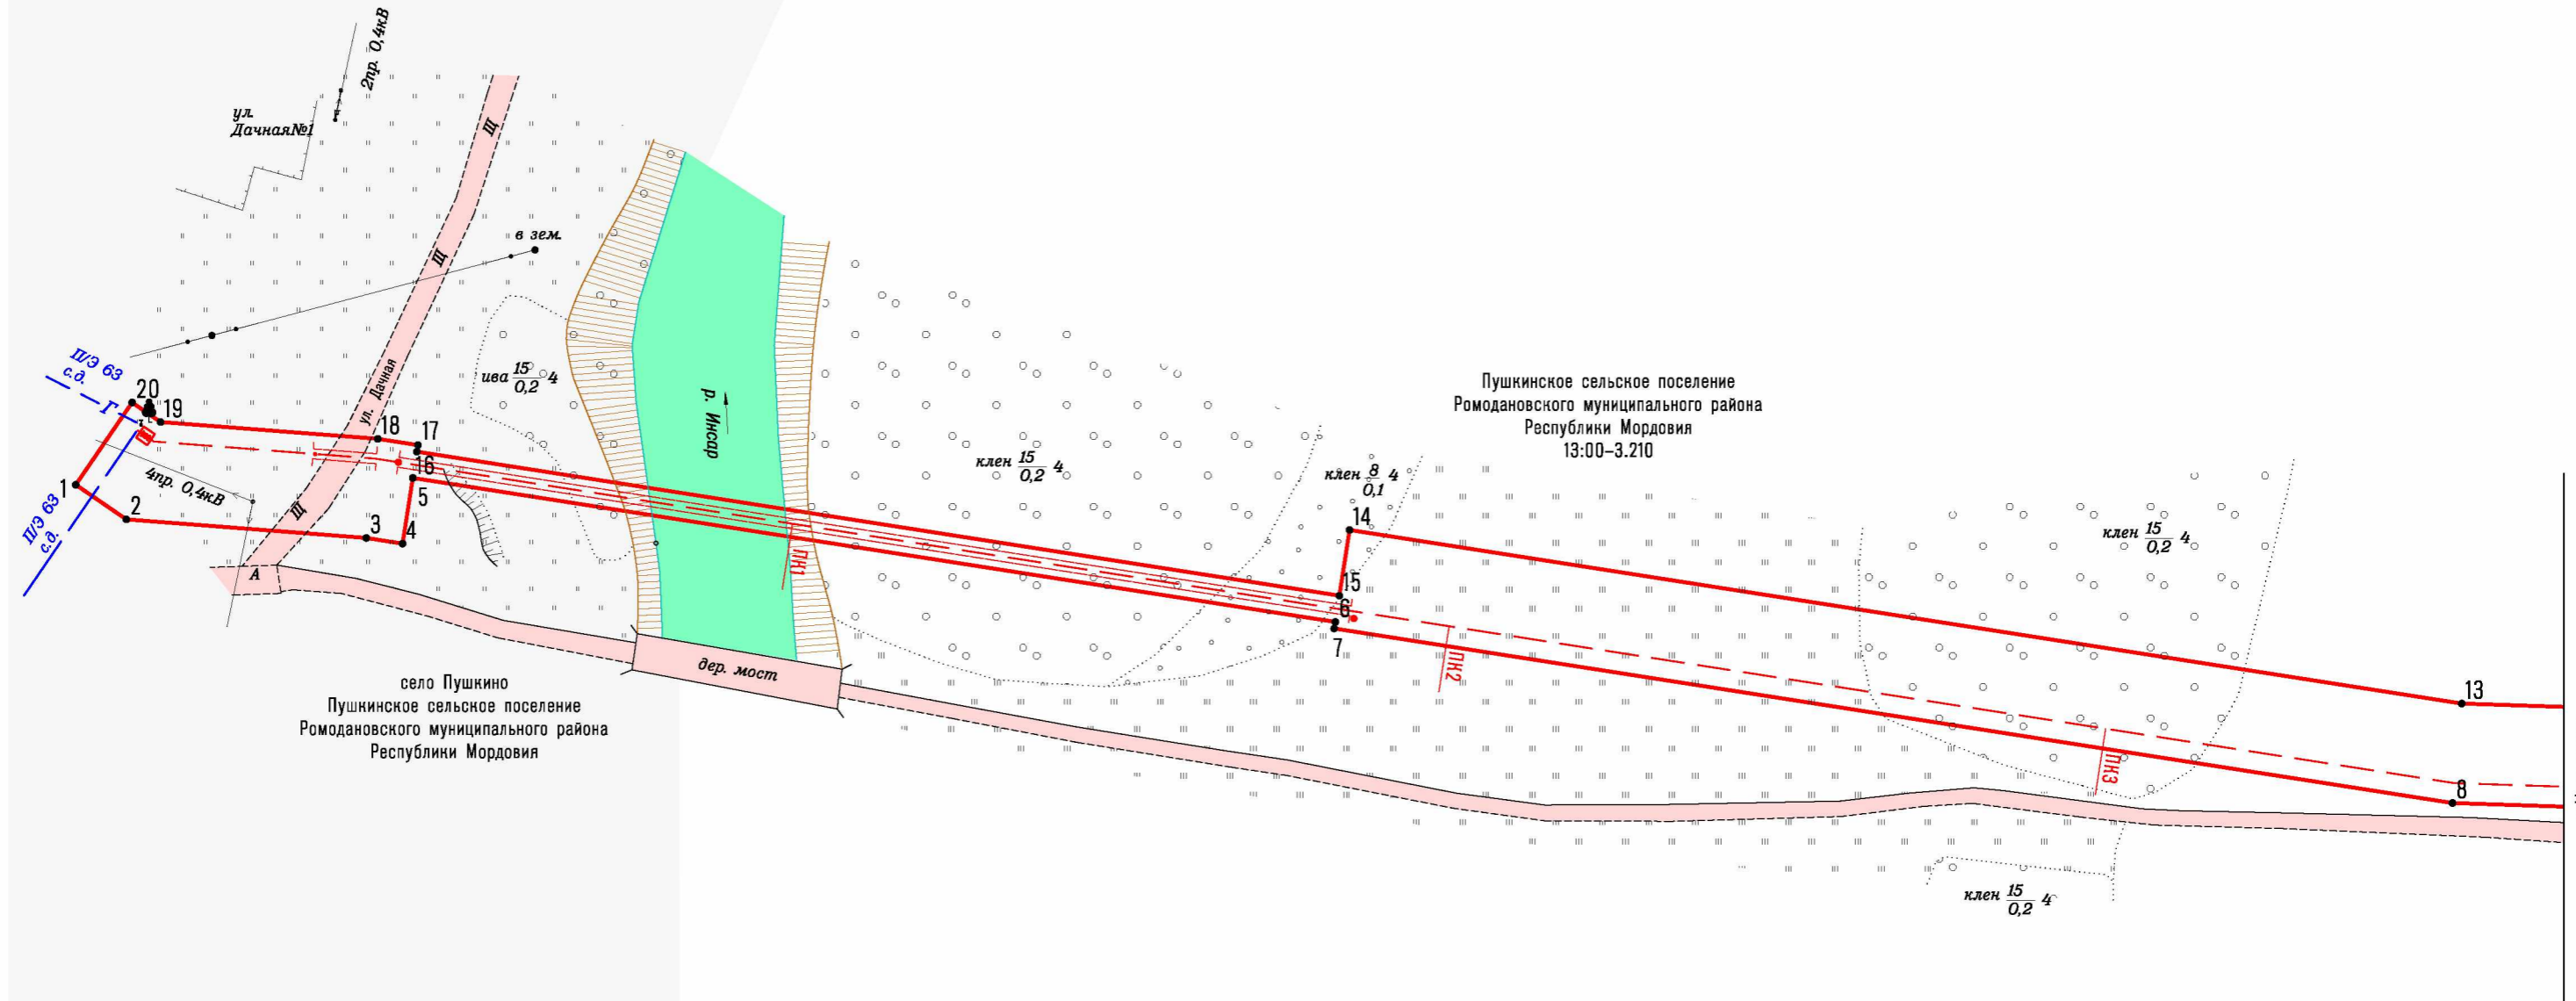 2пр. 0,4кВ
ул.
Дачная№1
Щ
в зем.
Щ
П/Э 63
с.д.
Г
20
19
ул. Дачная
18
17
16
ива 15/0,2 4
р. Инсар
клен 15/0,2 4
клен 8/0,1 4
Пушкинское сельское поселение
Ромодановского муниципального района
Республики Мордовия
13:00-3.210
клен 15/0,2 4
1
2
4пр. 0,4кВ
Щ
3
4
5
П/Э 63
с.д.
А
ПК1
14
15
6
7
ПК2
13
ПК3
8
дер. мост
село Пушкино
Пушкинское сельское поселение
Ромодановского муниципального района
Республики Мордовия
клен 15/0,2 4